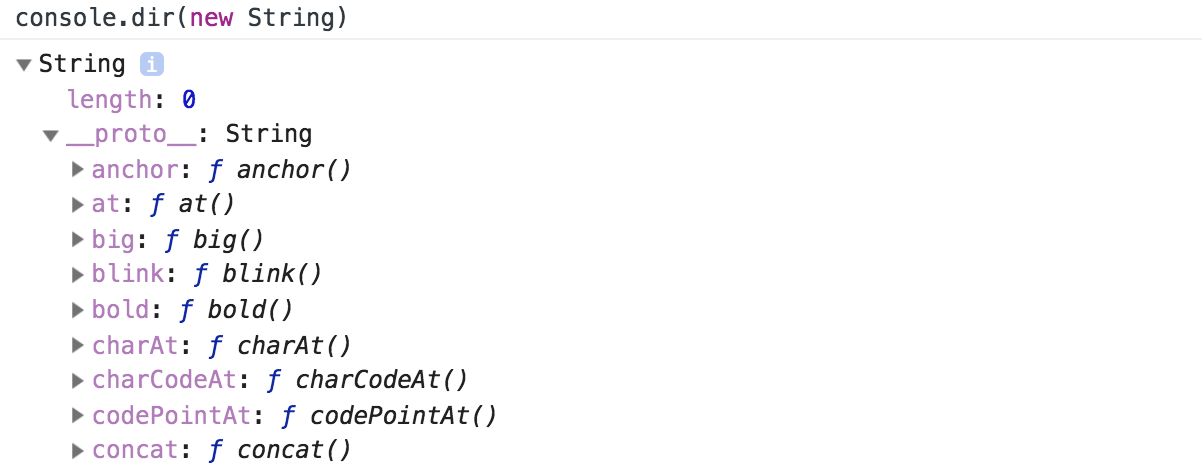 console.dir(new String)
▼ String i
length: 0
▼ __proto__: String
▶ anchor: ƒ anchor()
▶ at: ƒ at()
▶ big: ƒ big()
▶ blink: ƒ blink()
▶ bold: ƒ bold()
▶ charAt: ƒ charAt()
▶ charCodeAt: ƒ charCodeAt()
▶ codePointAt: ƒ codePointAt()
▶ concat: ƒ concat()